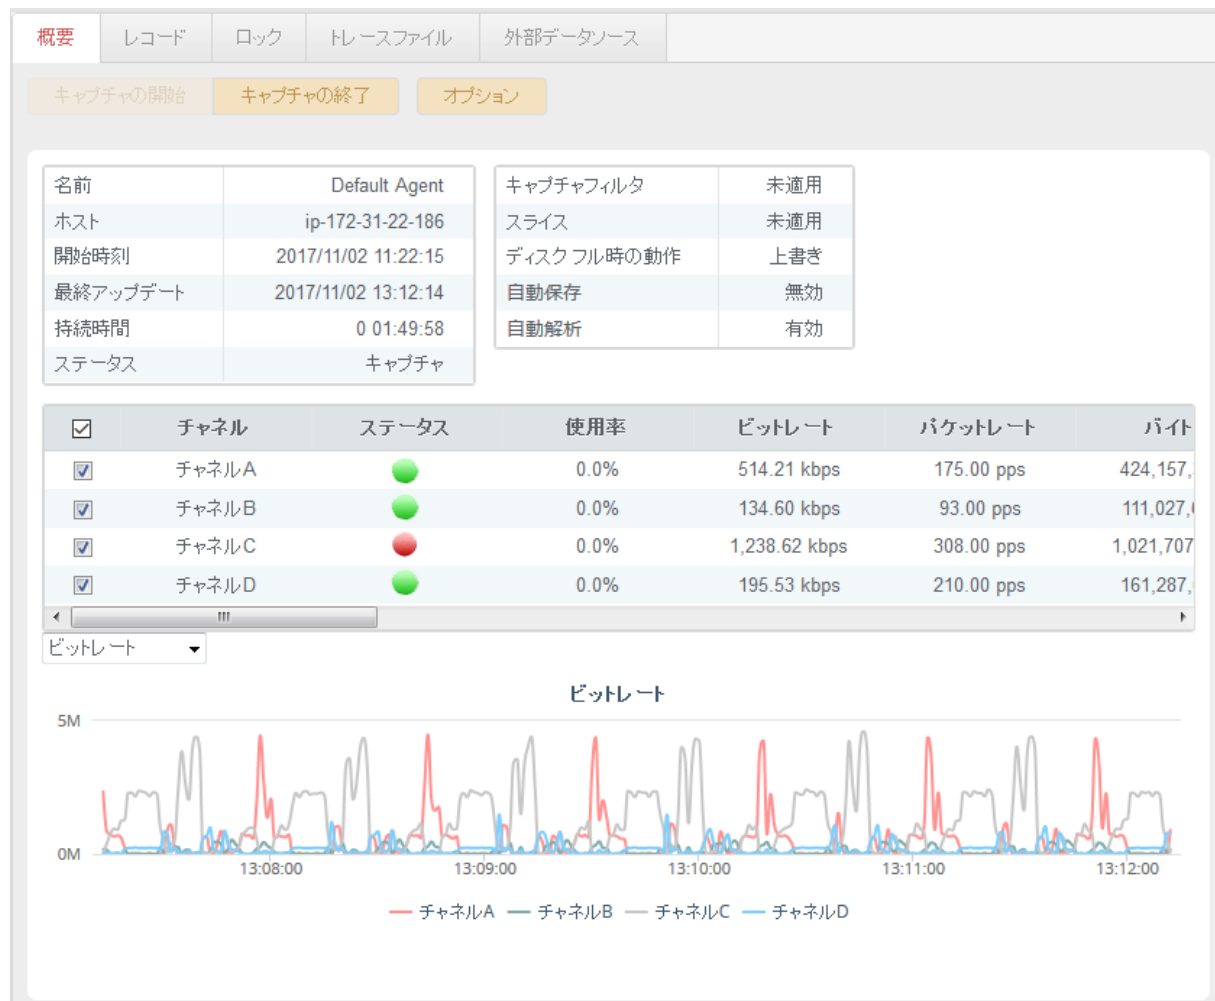 概要 レコード ロック トレースファイル 外部データソース
キャプチャの開始 キャプチャの終了 オプション
名前 Default Agent
ホスト ip-172-31-22-186
開始時刻 2017/11/02 11:22:15
最終アップデート 2017/11/02 13:12:14
持続時間 0 01:49:58
ステータス キャプチャ
キャプチャフィルタ 未適用
スライス 未適用
ディスク フル時の動作 上書き
自動保存 無効
自動解析 有効
チャネル ステータス 使用率 ビットレート パケットレート バイト
チャネルA 0.0% 514.21 kbps 175.00 pps 424,157,
チャネルB 0.0% 134.60 kbps 93.00 pps 111,027,
チャネルC 0.0% 1,238.62 kbps 308.00 pps 1,021,707
チャネルD 0.0% 195.53 kbps 210.00 pps 161,287,
ビットレート
ビットレート
5M
0M
13:08:00 13:09:00 13:10:00 13:11:00 13:12:00
チャネルA チャネルB チャネルC チャネルD